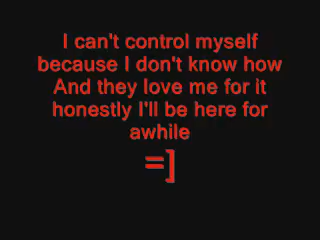 I can't control myself
because I don't know how
And they love me for it
honestly I'll be here for
awhile
=]